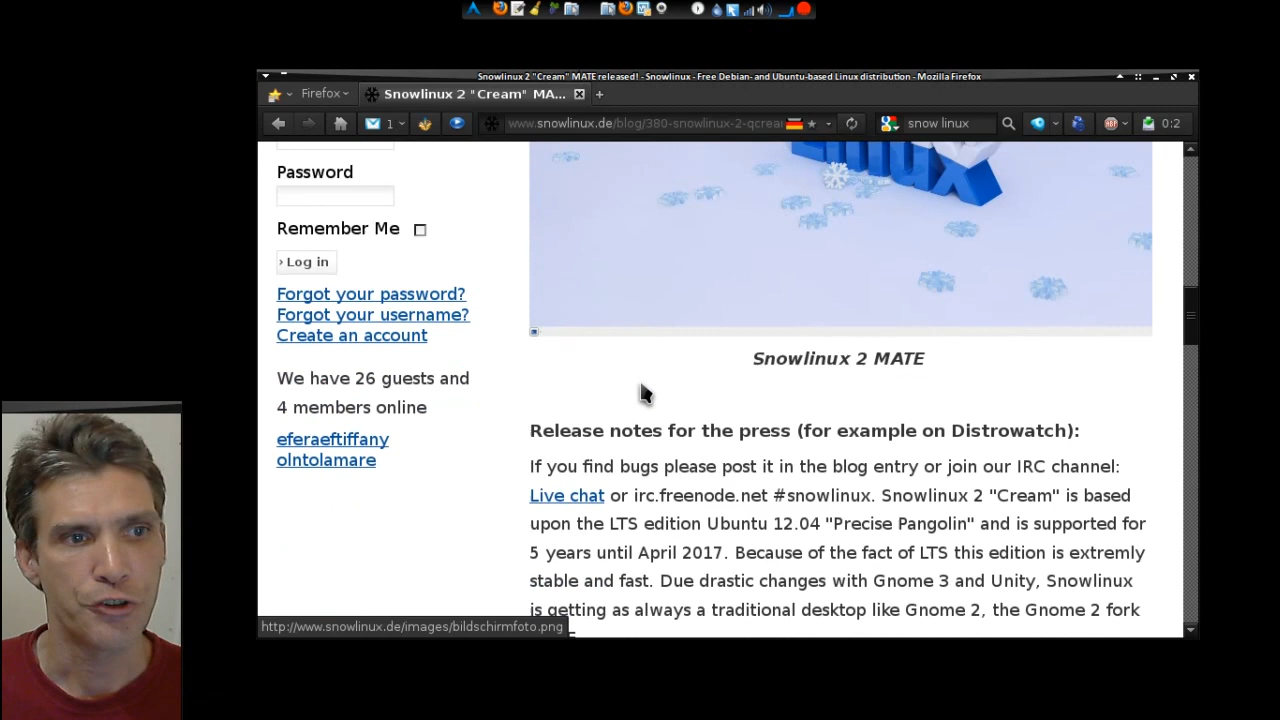 Snowlinux 2 "Cream" MATE released! - Snowlinux - Free Debian- and Ubuntu-based Linux distribution - Mozilla Firefox
Firefox
Snowlinux 2 "Cream" MA...
1
www.snowlinux.de/blog/380-snowlinux-2-qcrear
snow linux
0:2
Linux
Password
Remember Me
› Log in
Forgot your password?
Forgot your username?
Create an account
We have 26 guests and
4 members online
eferaeftiffany
olntolamare
Snowlinux 2 MATE
Release notes for the press (for example on Distrowatch):
If you find bugs please post it in the blog entry or join our IRC channel:
Live chat or irc.freenode.net #snowlinux. Snowlinux 2 "Cream" is based
upon the LTS edition Ubuntu 12.04 "Precise Pangolin" and is supported for
5 years until April 2017. Because of the fact of LTS this edition is extremly
stable and fast. Due drastic changes with Gnome 3 and Unity, Snowlinux
is getting as always a traditional desktop like Gnome 2, the Gnome 2 fork
http://www.snowlinux.de/images/bildschirmfoto.png